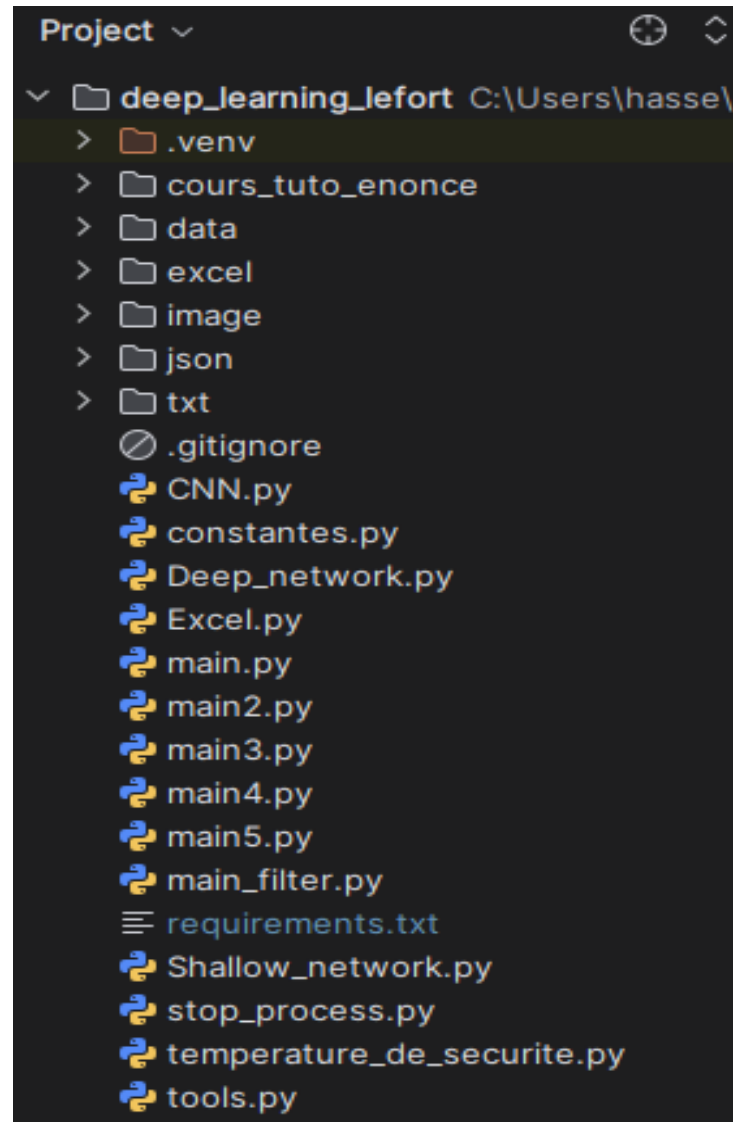 Project
deep_learning_lefort C:\Users\hasse\
.venv
cours_tuto_enonce
data
excel
image
json
txt
.gitignore
CNN.py
constantes.py
Deep_network.py
Excel.py
main.py
main2.py
main3.py
main4.py
main5.py
main_filter.py
requirements.txt
Shallow_network.py
stop_process.py
temperature_de_securite.py
tools.py